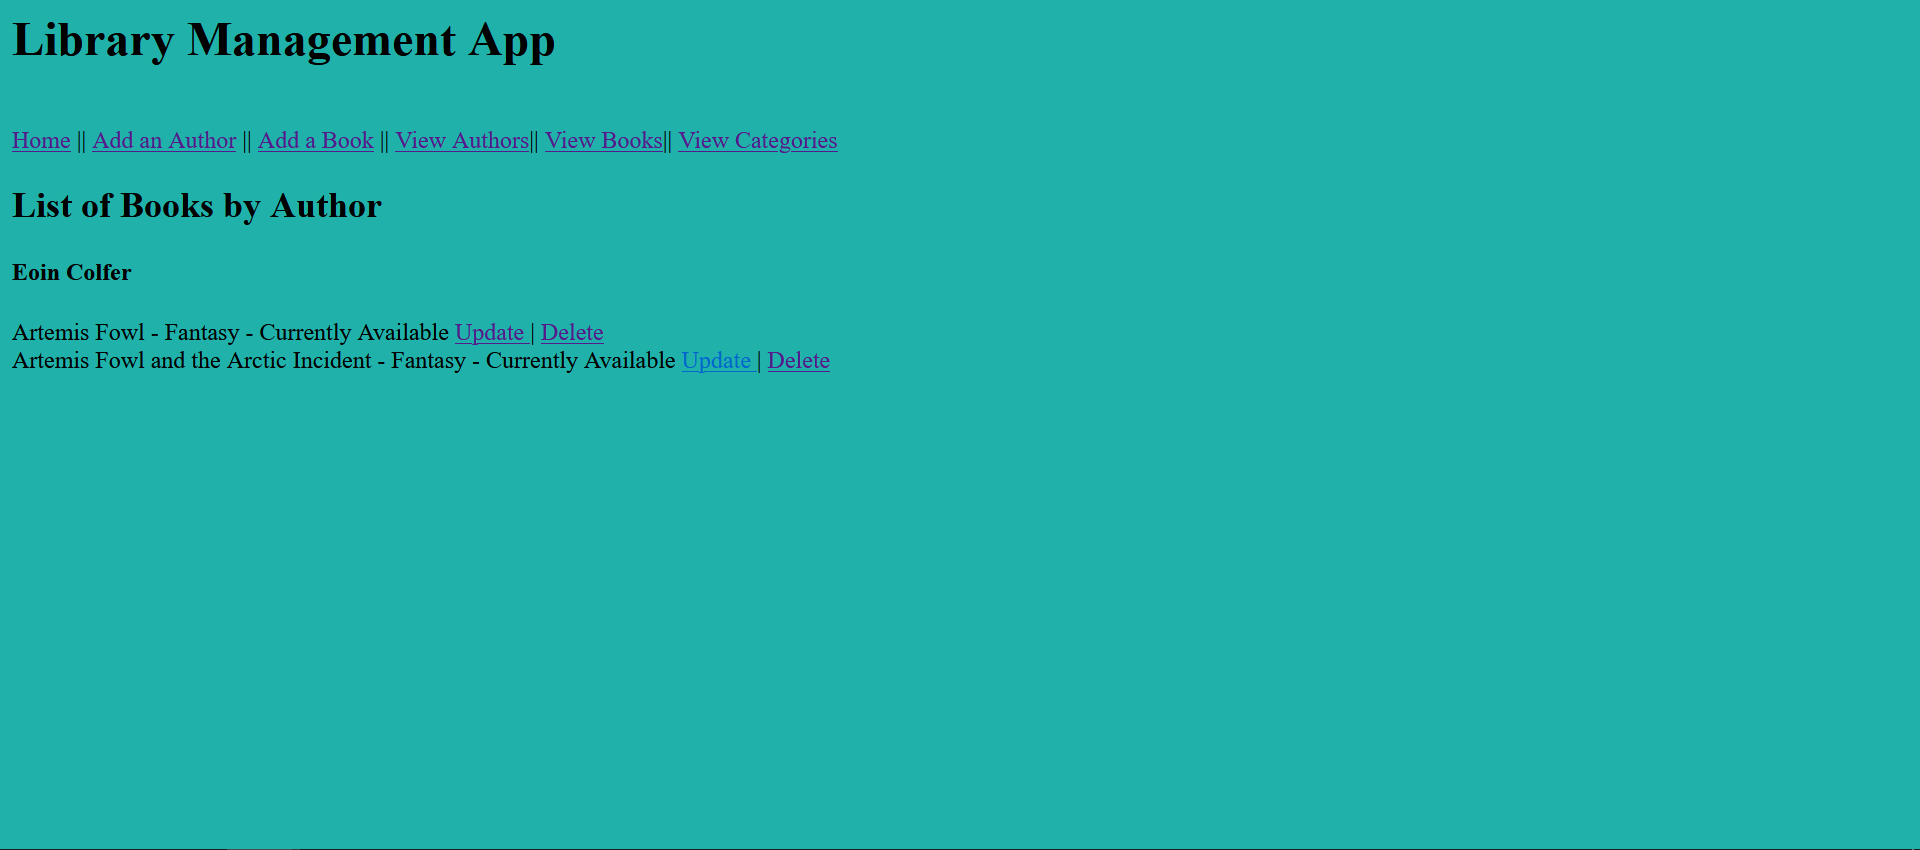 Library Management App
Home || Add an Author || Add a Book || View Authors|| View Books|| View Categories
List of Books by Author
Eoin Colfer
Artemis Fowl - Fantasy - Currently Available Update | Delete
Artemis Fowl and the Arctic Incident - Fantasy - Currently Available Update | Delete